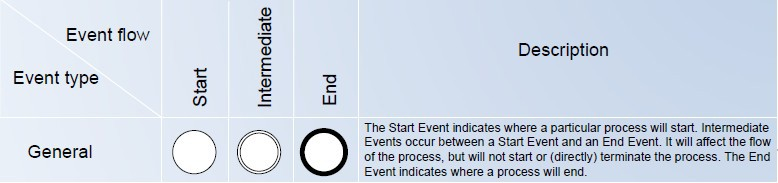 Event flow
Event type
Start
Intermediate
End
Description
General
The Start Event indicates where a particular process will start. Intermediate
Events occur between a Start Event and an End Event. It will affect the flow
of the process, but will not start or (directly) terminate the process. The End
Event indicates where a process will end.